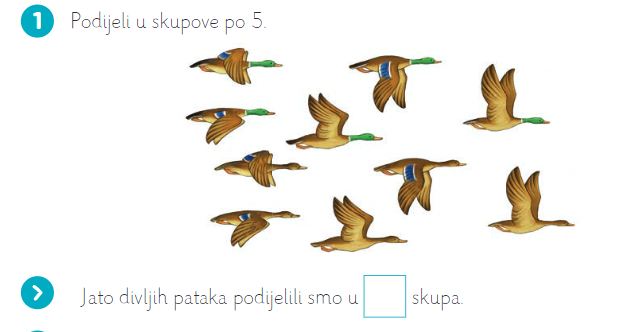 1 Podijeli u skupove po 5.
Jato divljih pataka podijelili smo u skupa.